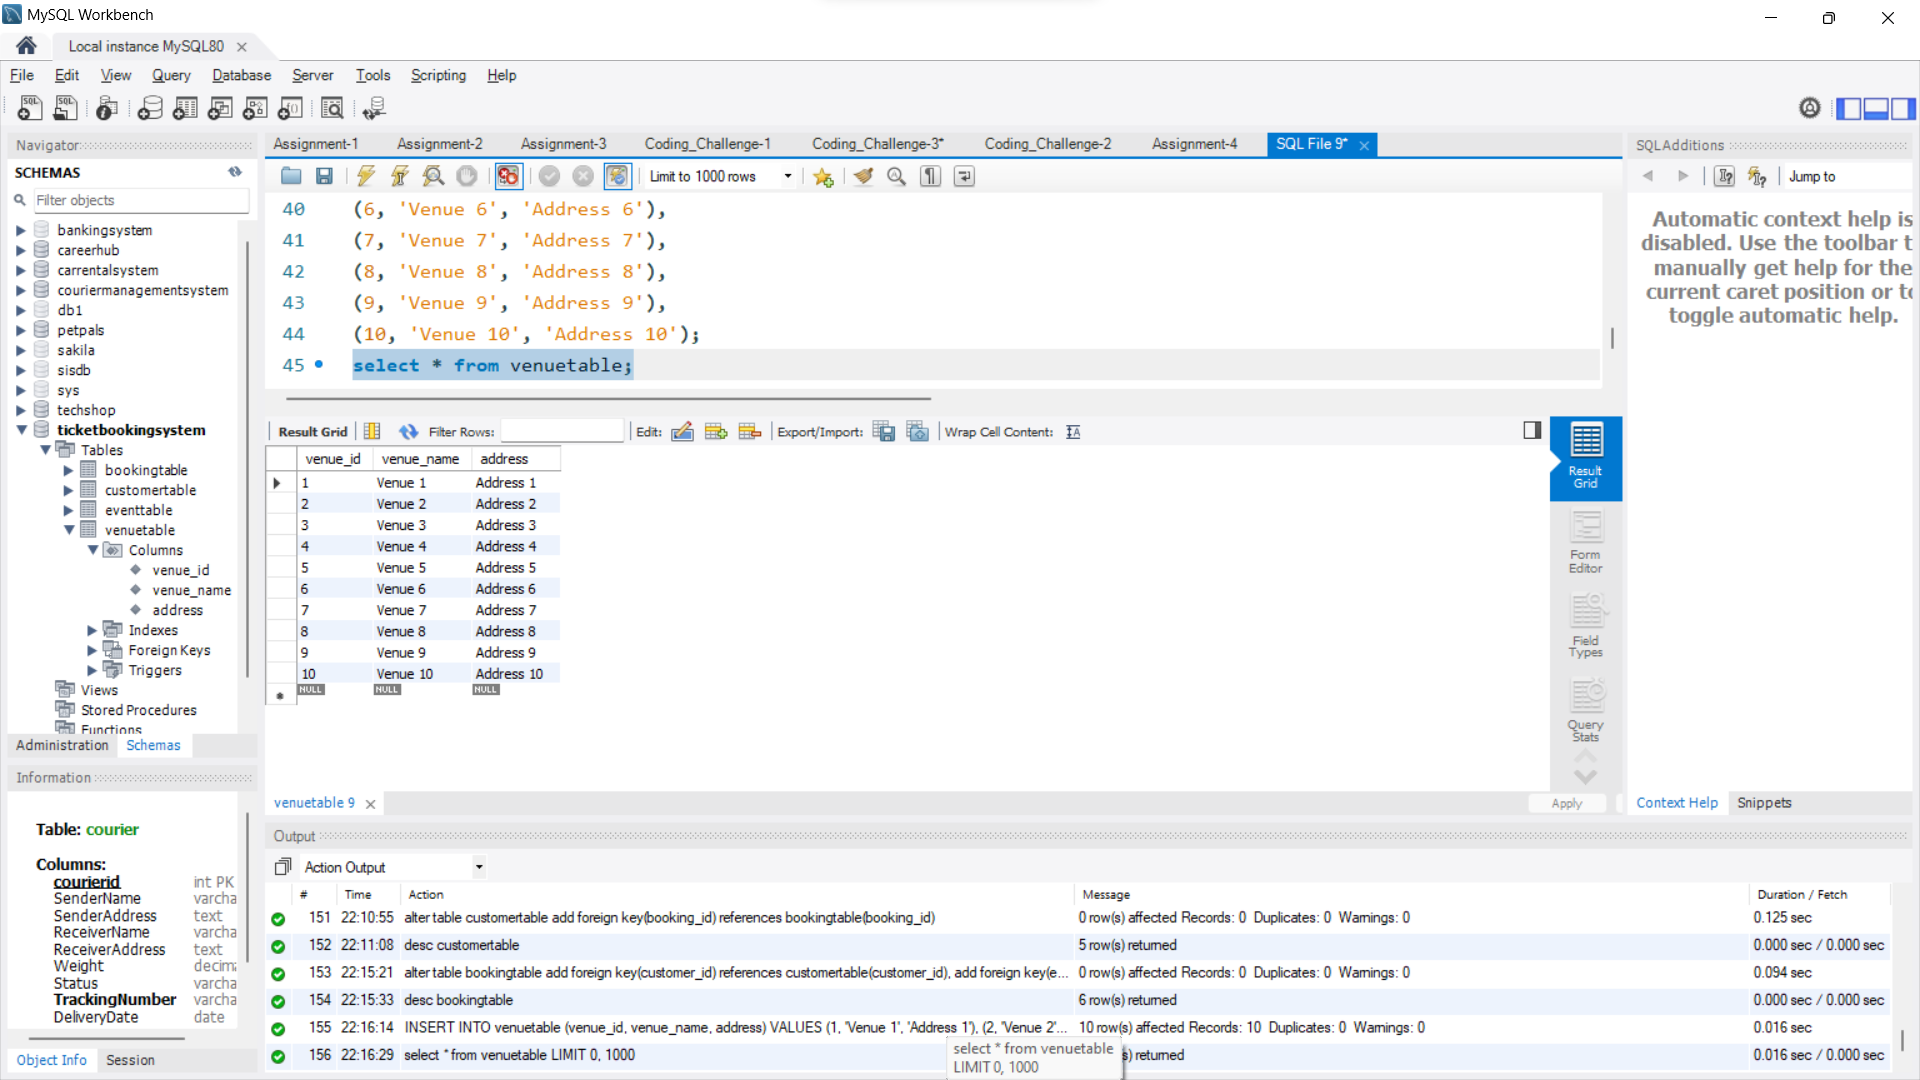 MySQL Workbench
Local instance MySQL80
File Edit View Query Database Server Tools Scripting Help
Navigator
SCHEMAS
Filter objects
bankingsystem
careerhub
carrentalsystem
couriermanagementsystem
db1
petpals
sakila
sisdb
sys
techshop
ticketbookingsystem
Tables
bookingtable
customertable
eventtable
venuetable
Columns
venue_id
venue_name
address
Indexes
Foreign Keys
Triggers
Views
Stored Procedures
Functions
Administration Schemas
Information
Table: courier
Columns:
courierid int PK
SenderName varcha
SenderAddress text
ReceiverName varcha
ReceiverAddress text
Weight decim
Status varcha
TrackingNumber varcha
DeliveryDate date
Object Info Session
Assignment-1 Assignment-2 Assignment-3 Coding_Challenge-1 Coding_Challenge-3* Coding_Challenge-2 Assignment-4 SQL File 9*
Limit to 1000 rows
40 (6, 'Venue 6', 'Address 6'),
41 (7, 'Venue 7', 'Address 7'),
42 (8, 'Venue 8', 'Address 8'),
43 (9, 'Venue 9', 'Address 9'),
44 (10, 'Venue 10', 'Address 10');
45 select * from venuetable;
Result Grid Filter Rows: Edit: Export/Import: Wrap Cell Content:
venue_id venue_name address
1 Venue 1 Address 1
2 Venue 2 Address 2
3 Venue 3 Address 3
4 Venue 4 Address 4
5 Venue 5 Address 5
6 Venue 6 Address 6
7 Venue 7 Address 7
8 Venue 8 Address 8
9 Venue 9 Address 9
10 Venue 10 Address 10
NULL NULL NULL
Result Grid
Form Editor
Field Types
Query Stats
venuetable 9
Apply
SQLAdditions
Jump to
Automatic context help is
disabled. Use the toolbar t
manually get help for the
current caret position or to
toggle automatic help.
Context Help Snippets
Output
Action Output
# Time Action Message Duration / Fetch
151 22:10:55 alter table customertable add foreign key(booking_id) references bookingtable(booking_id) 0 row(s) affected Records: 0 Duplicates: 0 Warnings: 0 0.125 sec
152 22:11:08 desc customertable 5 row(s) returned 0.000 sec / 0.000 sec
153 22:15:21 alter table bookingtable add foreign key(customer_id) references customertable(customer_id), add foreign key(e... 0 row(s) affected Records: 0 Duplicates: 0 Warnings: 0 0.094 sec
154 22:15:33 desc bookingtable 6 row(s) returned 0.000 sec / 0.000 sec
155 22:16:14 INSERT INTO venuetable (venue_id, venue_name, address) VALUES (1, 'Venue 1', 'Address 1'), (2, 'Venue 2'... 10 row(s) affected Records: 10 Duplicates: 0 Warnings: 0 0.016 sec
156 22:16:29 select * from venuetable LIMIT 0, 1000 s) returned 0.016 sec / 0.000 sec
select * from venuetable
LIMIT 0, 1000